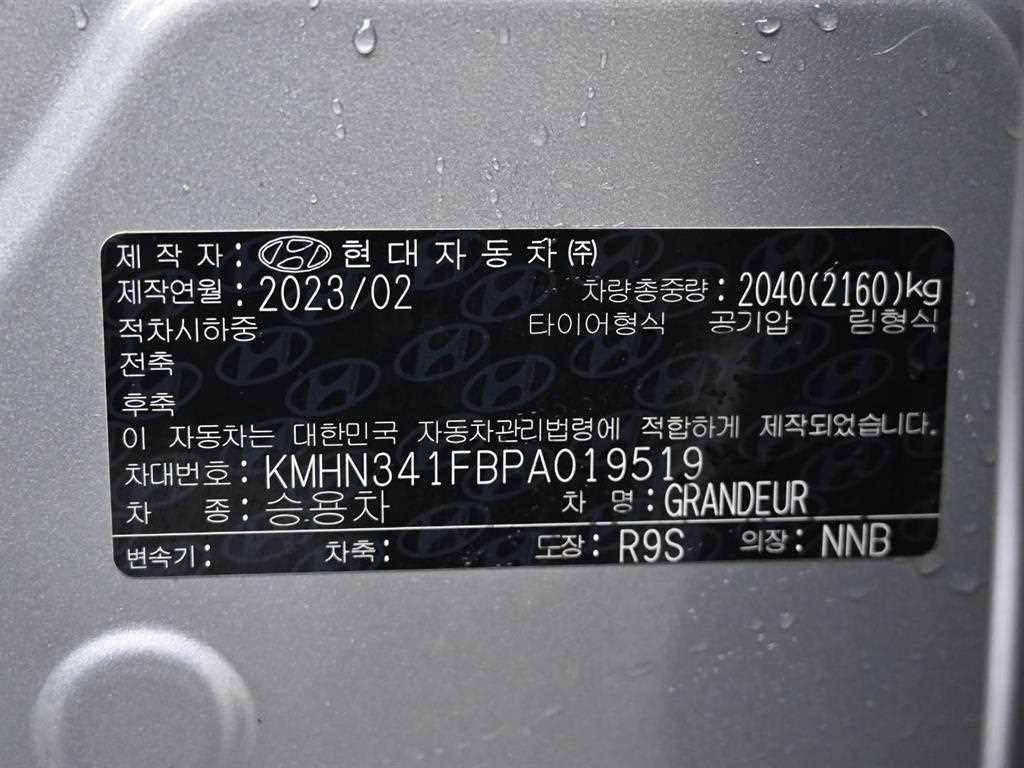 제 작 자 : 현대자동차㈜
제작연월 : 2023/02 차량총중량 : 2040(2160)kg
적차시하중 타이어형식 공기압 림형식
전축
후축
이 자동차는 대한민국 자동차관리법령에 적합하게 제작되었습니다.
차대번호 : KMHN341FBPA019519
차 종 : 승용차 차 명 : GRANDEUR
변속기 : 차축 : 도장 : R9S 의장 : NNB